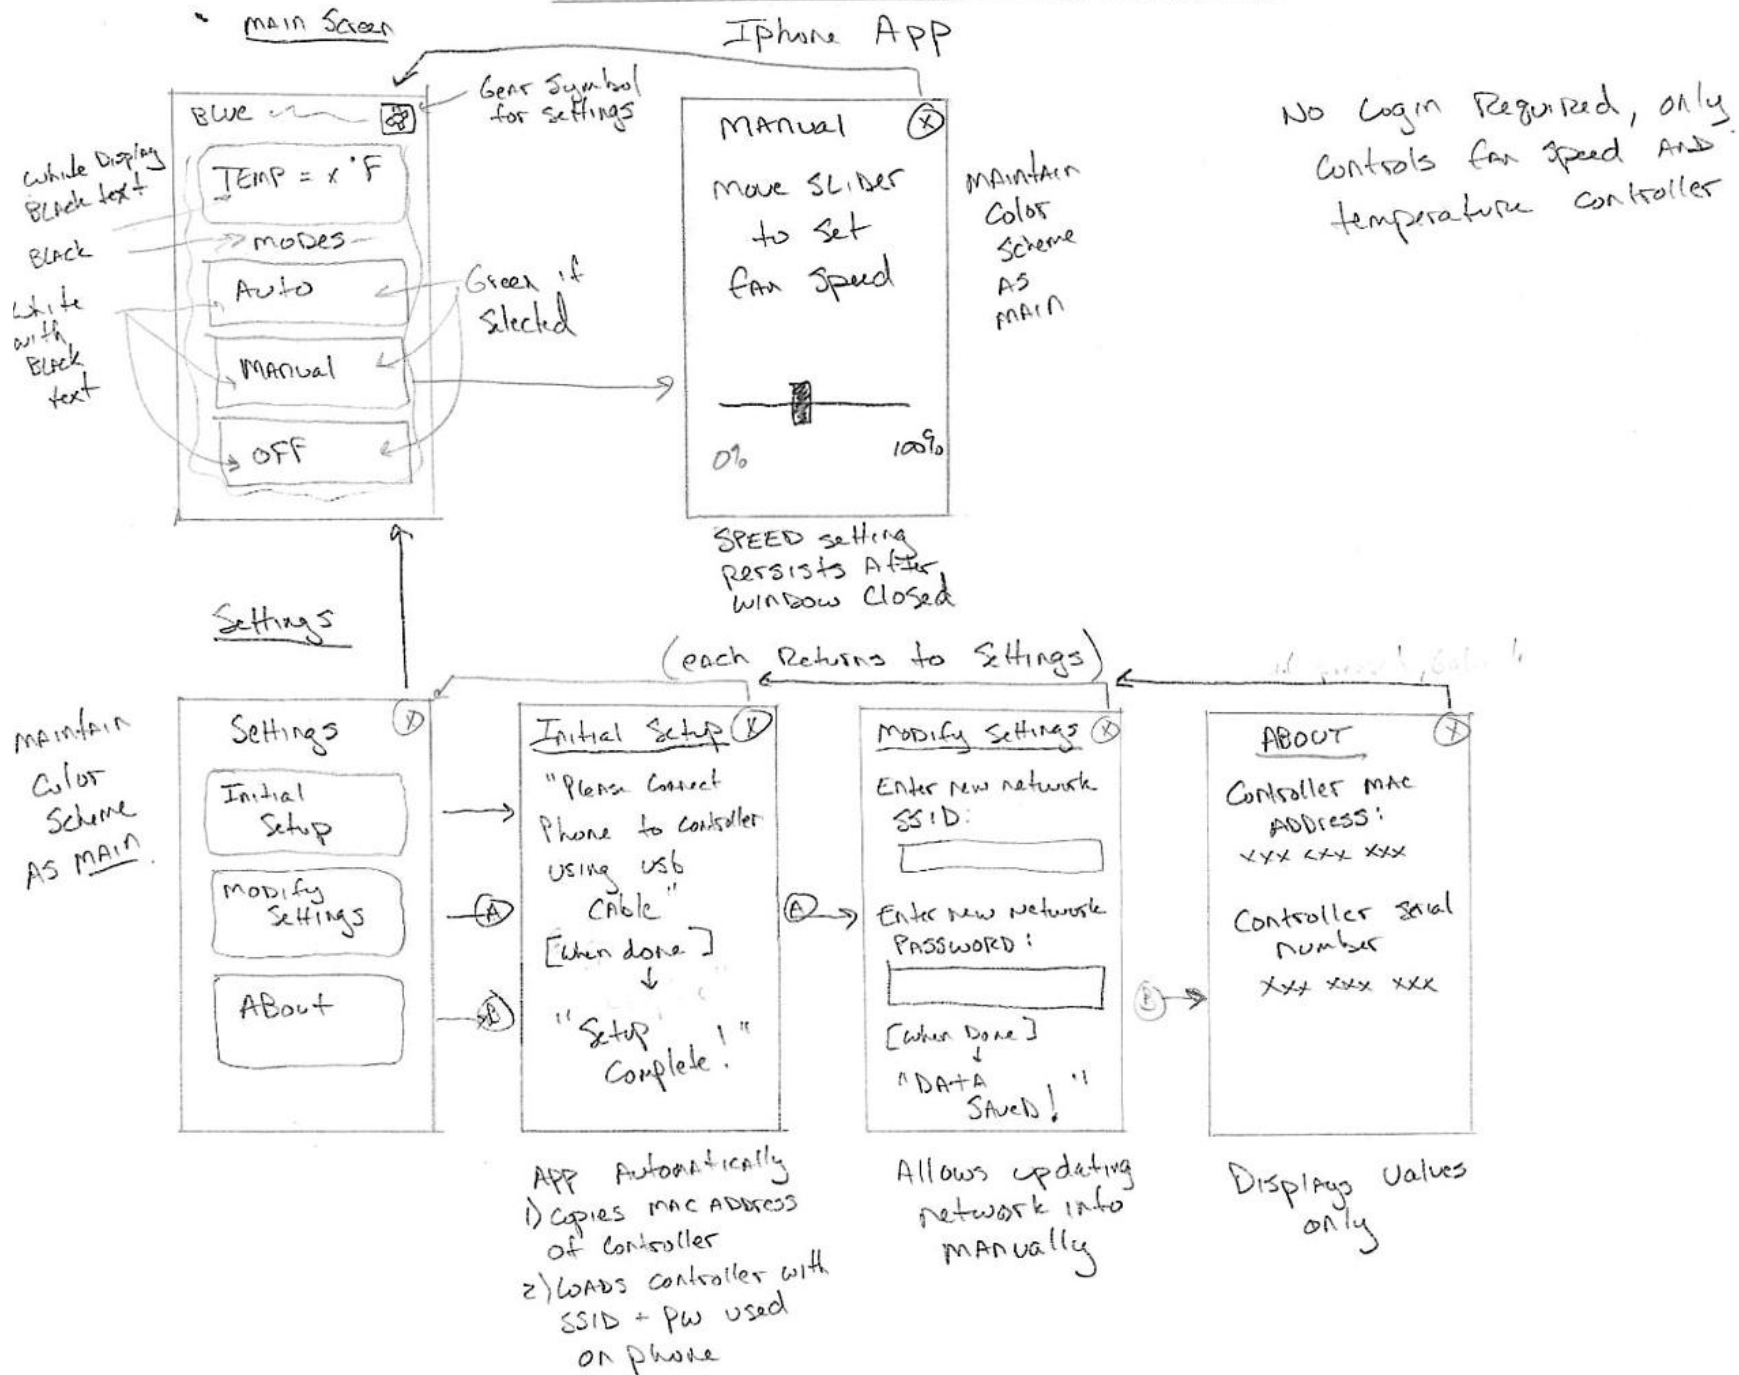 MAIN Screen
Iphone App
BLUE
Gear Symbol
for settings
White Display
BLACK text
TEMP = x °F
BLACK
MODES
White
with
BLACK
text
Auto
MANUAL
OFF
Green if
Selected
MANUAL
X
Move SLIDER
to set
fan speed
0%
100%
MAINTAIN
Color
Scheme
AS
MAIN
SPEED setting
persists After
WINDOW Closed
No Login Required, only
Controls fan speed AND
temperature controller
Settings
(each Returns to Settings)
MAINTAIN
Color
Scheme
AS MAIN
Settings
X
Initial
Setup
MODify
Settings
A
ABout
B
Initial Setup
X
"Please Connect
Phone to controller
using usb
CAble"
[when done]
"Setup
Complete!"
APP Automatically
1) Copies MAC ADDress
of Controller
2) LOADS controller with
SSID + PW used
on phone
A
MODify Settings
X
Enter new network
SSID:
Enter new network
PASSWORD:
[When Done]
"DATA
SAveD!"
Allows updating
network info
MANually
B
ABOUT
X
Controller MAC
ADDress:
xxx xxx xxx
Controller serial
number
xxx xxx xxx
Displays Values
only